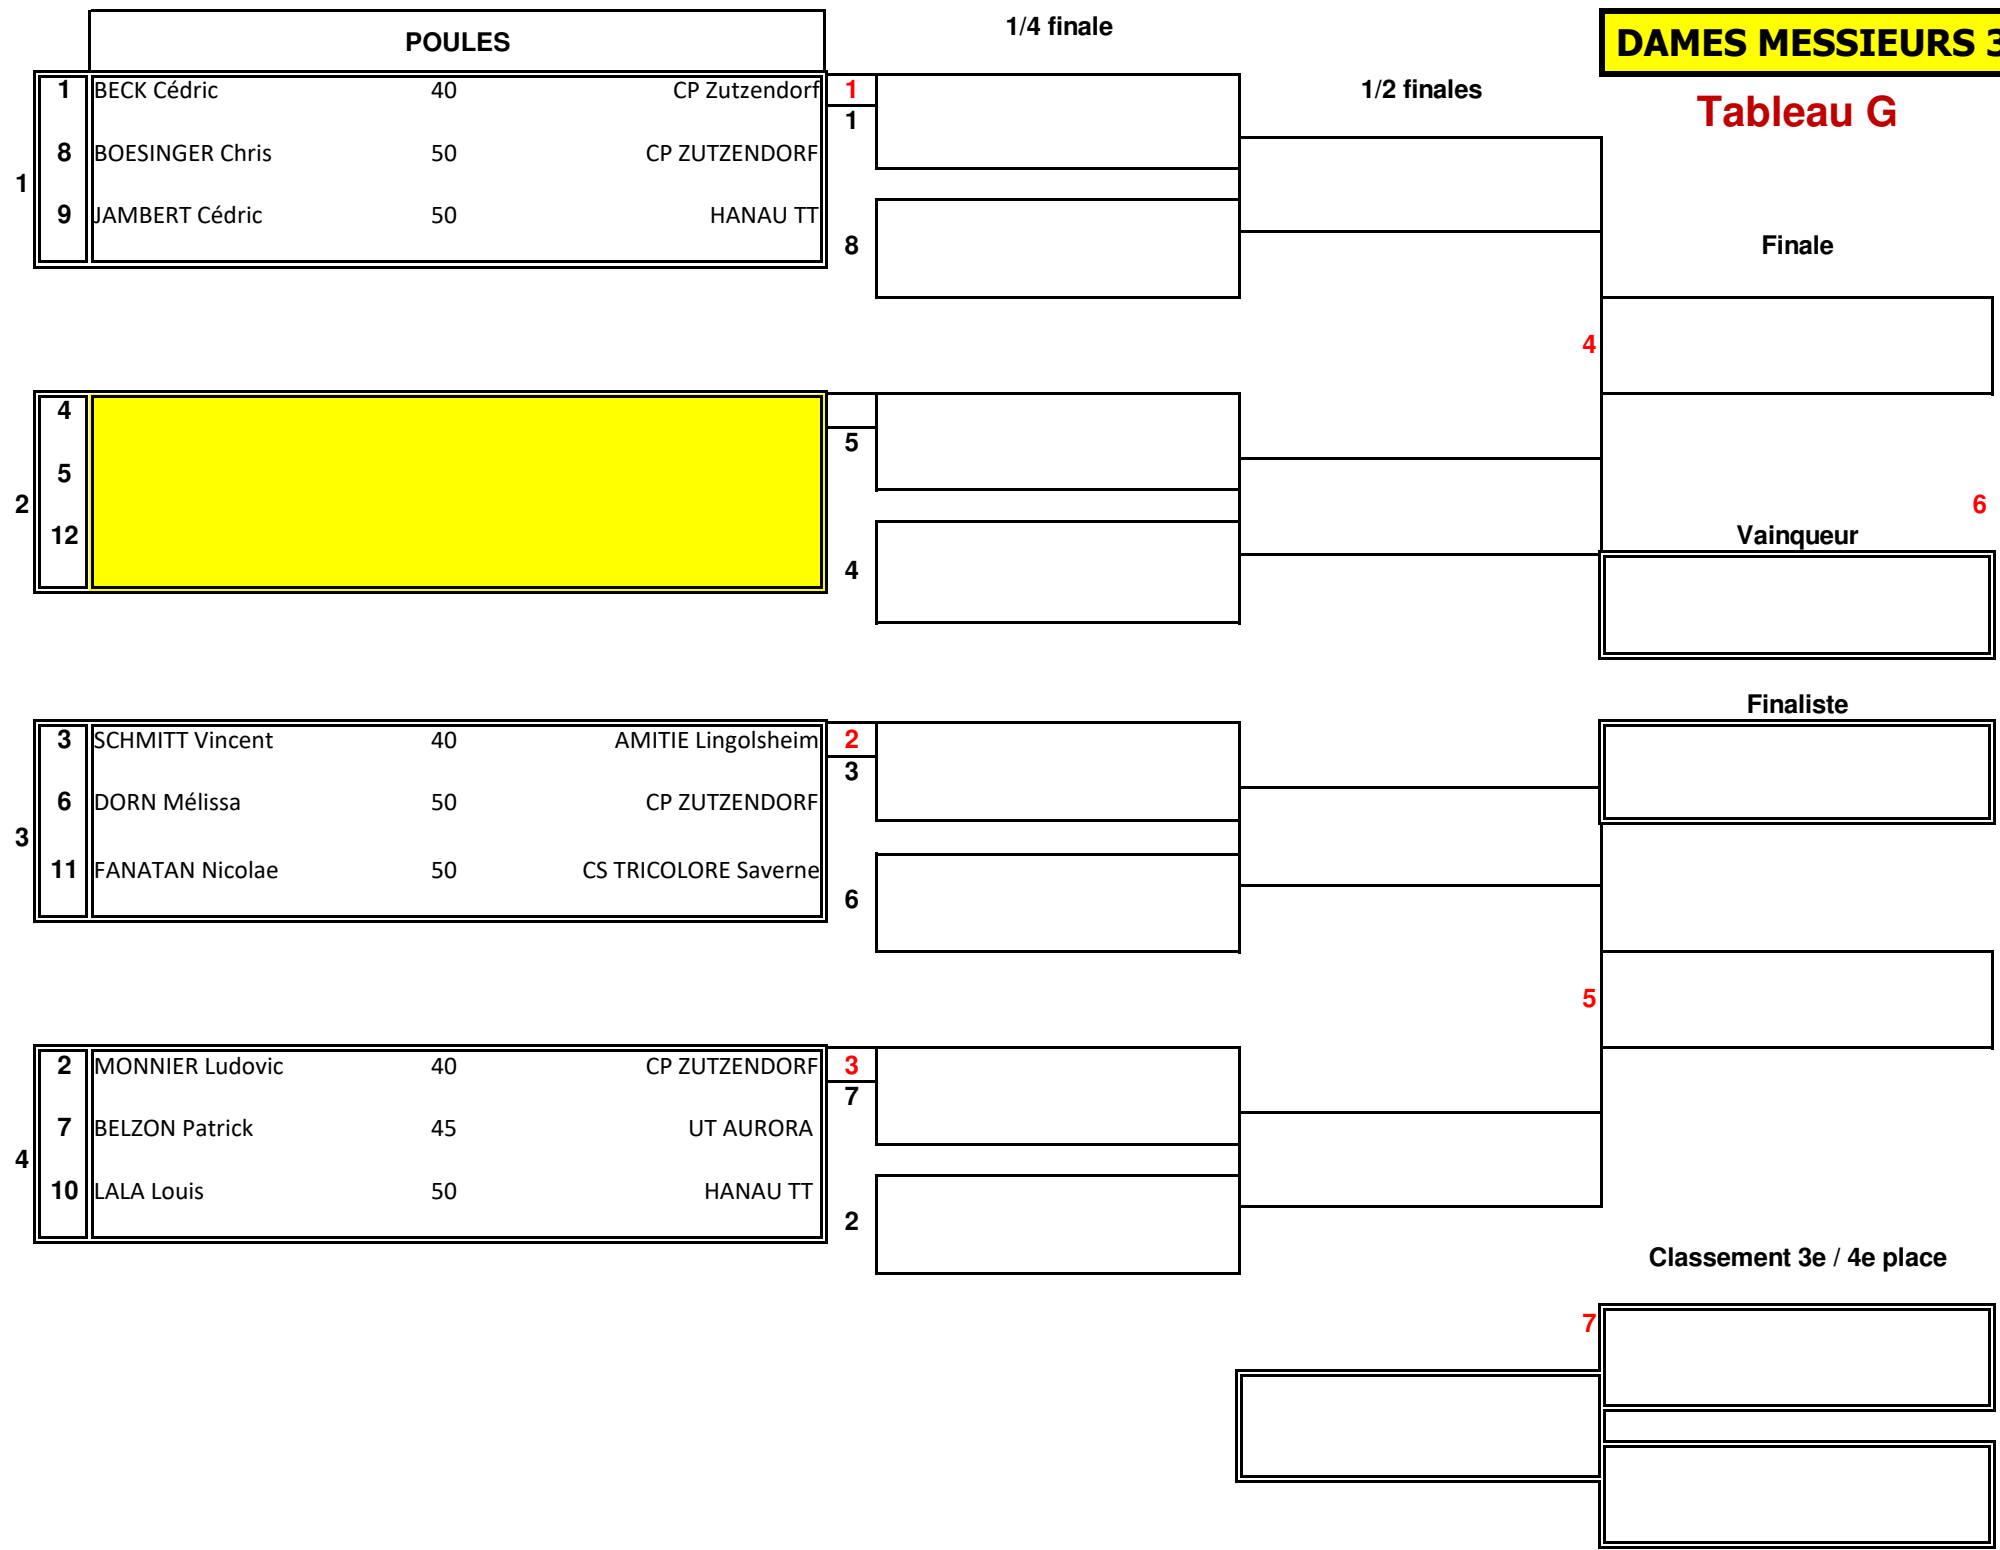 POULES
1/4 finale
DAMES MESSIEURS 3
1/2 finales
Tableau G
1
1 BECK Cédric 40 CP Zutzendorf
8 BOESINGER Chris 50 CP ZUTZENDORF
9 JAMBERT Cédric 50 HANAU TT
1
1
8
Finale
4
2
4
5
12
5
4
6
Vainqueur
Finaliste
3
3 SCHMITT Vincent 40 AMITIE Lingolsheim
6 DORN Mélissa 50 CP ZUTZENDORF
11 FANATAN Nicolae 50 CS TRICOLORE Saverne
2
3
6
5
4
2 MONNIER Ludovic 40 CP ZUTZENDORF
7 BELZON Patrick 45 UT AURORA
10 LALA Louis 50 HANAU TT
3
7
2
Classement 3e / 4e place
7